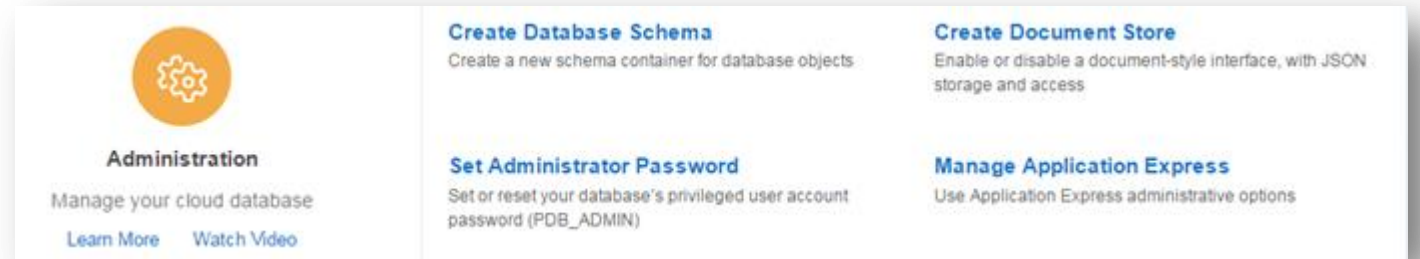 Administration
Manage your cloud database
Learn More Watch Video
Create Database Schema
Create a new schema container for database objects
Create Document Store
Enable or disable a document-style interface, with JSON
storage and access
Set Administrator Password
Set or reset your database's privileged user account
password (PDB_ADMIN)
Manage Application Express
Use Application Express administrative options